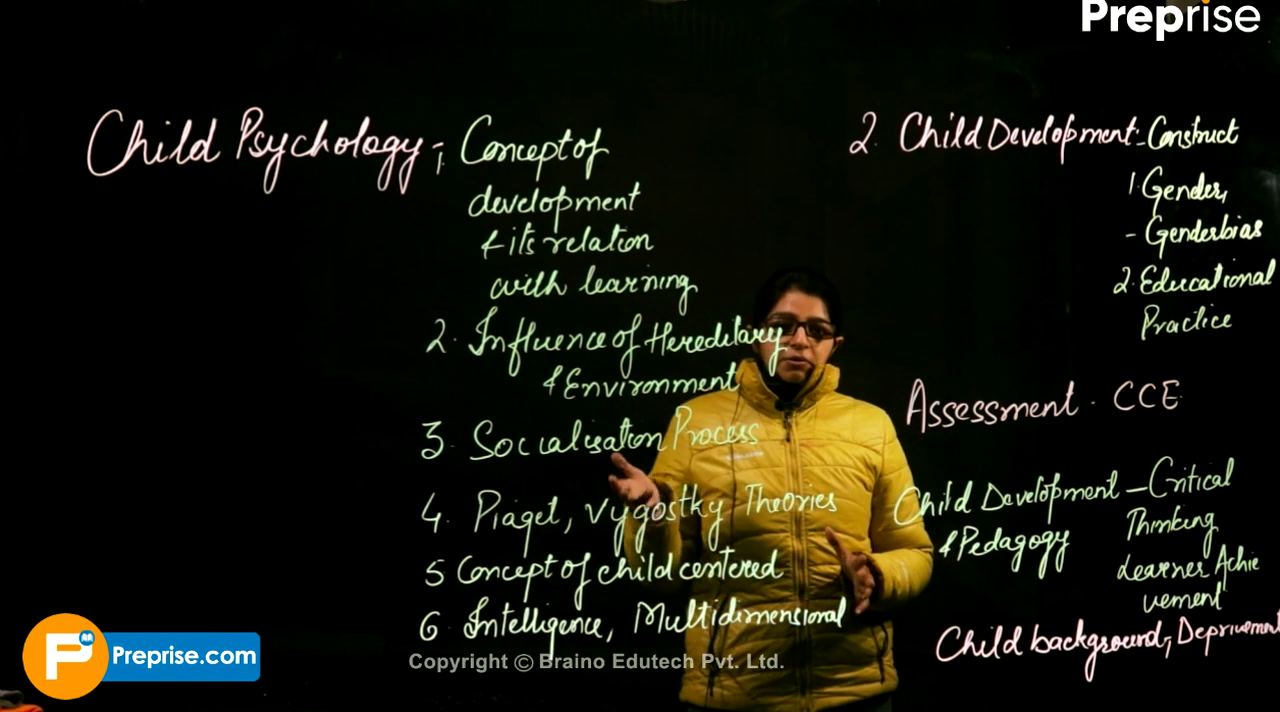 Preprise
Child Psychology - 1. Concept of
development
& its relation
with learning
2. Influence of Hereditary
& Environment
3. Socialisation Process
4. Piaget, Vygostky Theories
5 Concept of child centered
6 Intelligence, Multidimensional
2. Child Development - Construct
1. Gender,
- Genderbias
2. Educational
Practice
Assessment - CCE
Child Development - Critical
& Pedagogy Thinking
Learner Achie
vement
Child background, - Deprivement
Preprise.com
Copyright © Braino Edutech Pvt. Ltd.